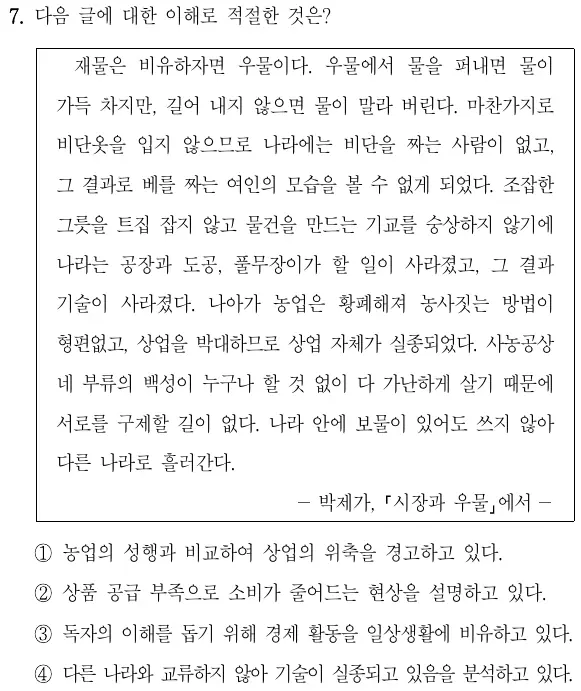 7. 다음 글에 대한 이해로 적절한 것은?
재물은 비유하자면 우물이다. 우물에서 물을 퍼내면 물이
가득 차지만, 길어 내지 않으면 물이 말라 버린다. 마찬가지로
비단옷을 입지 않으므로 나라에는 비단을 짜는 사람이 없고,
그 결과로 베를 짜는 여인의 모습을 볼 수 없게 되었다. 조잡한
그릇을 트집 잡지 않고 물건을 만드는 기교를 숭상하지 않기에
나라는 공장과 도공, 풀무장이가 할 일이 사라졌고, 그 결과
기술이 사라졌다. 나아가 농업은 황폐해져 농사짓는 방법이
형편없고, 상업을 박대하므로 상업 자체가 실종되었다. 사농공상
네 부류의 백성이 누구나 할 것 없이 다 가난하게 살기 때문에
서로를 구제할 길이 없다. 나라 안에 보물이 있어도 쓰지 않아
다른 나라로 흘러간다.
- 박제가, 「시장과 우물」에서 -
① 농업의 성행과 비교하여 상업의 위축을 경고하고 있다.
② 상품 공급 부족으로 소비가 줄어드는 현상을 설명하고 있다.
③ 독자의 이해를 돕기 위해 경제 활동을 일상생활에 비유하고 있다.
④ 다른 나라와 교류하지 않아 기술이 실종되고 있음을 분석하고 있다.